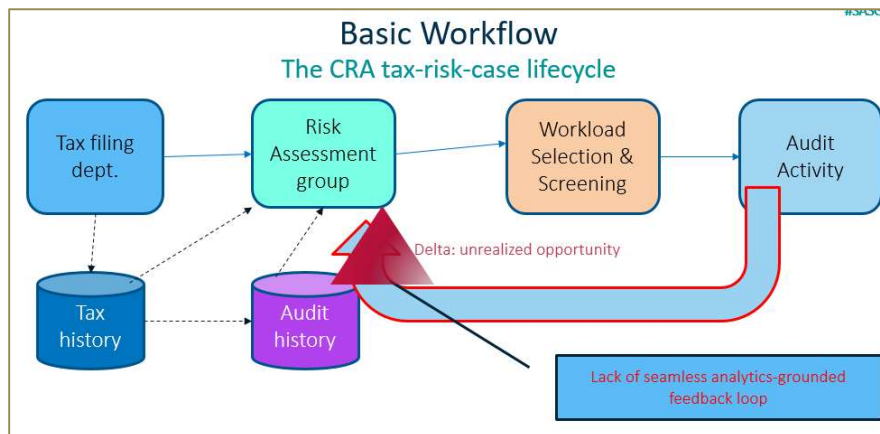 #SASG
Basic Workflow
The CRA tax-risk-case lifecycle
Tax filing
dept.
Risk
Assessment
group
Workload
Selection &
Screening
Audit
Activity
Delta: unrealized opportunity
Tax
history
Audit
history
Lack of seamless analytics-grounded
feedback loop